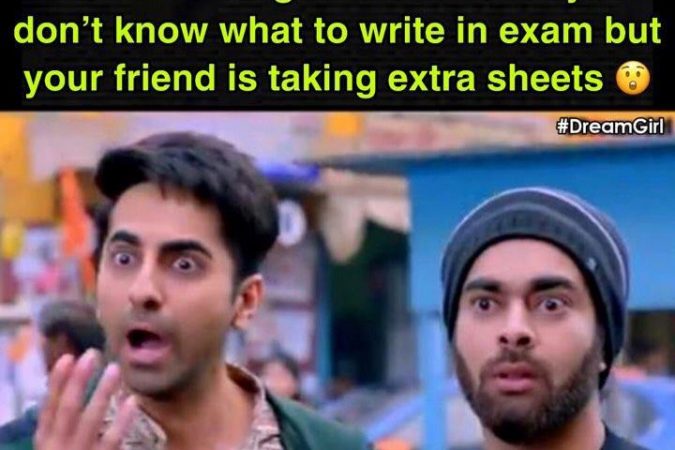 don’t know what to write in exam but
your friend is taking extra sheets 😲
#DreamGirl